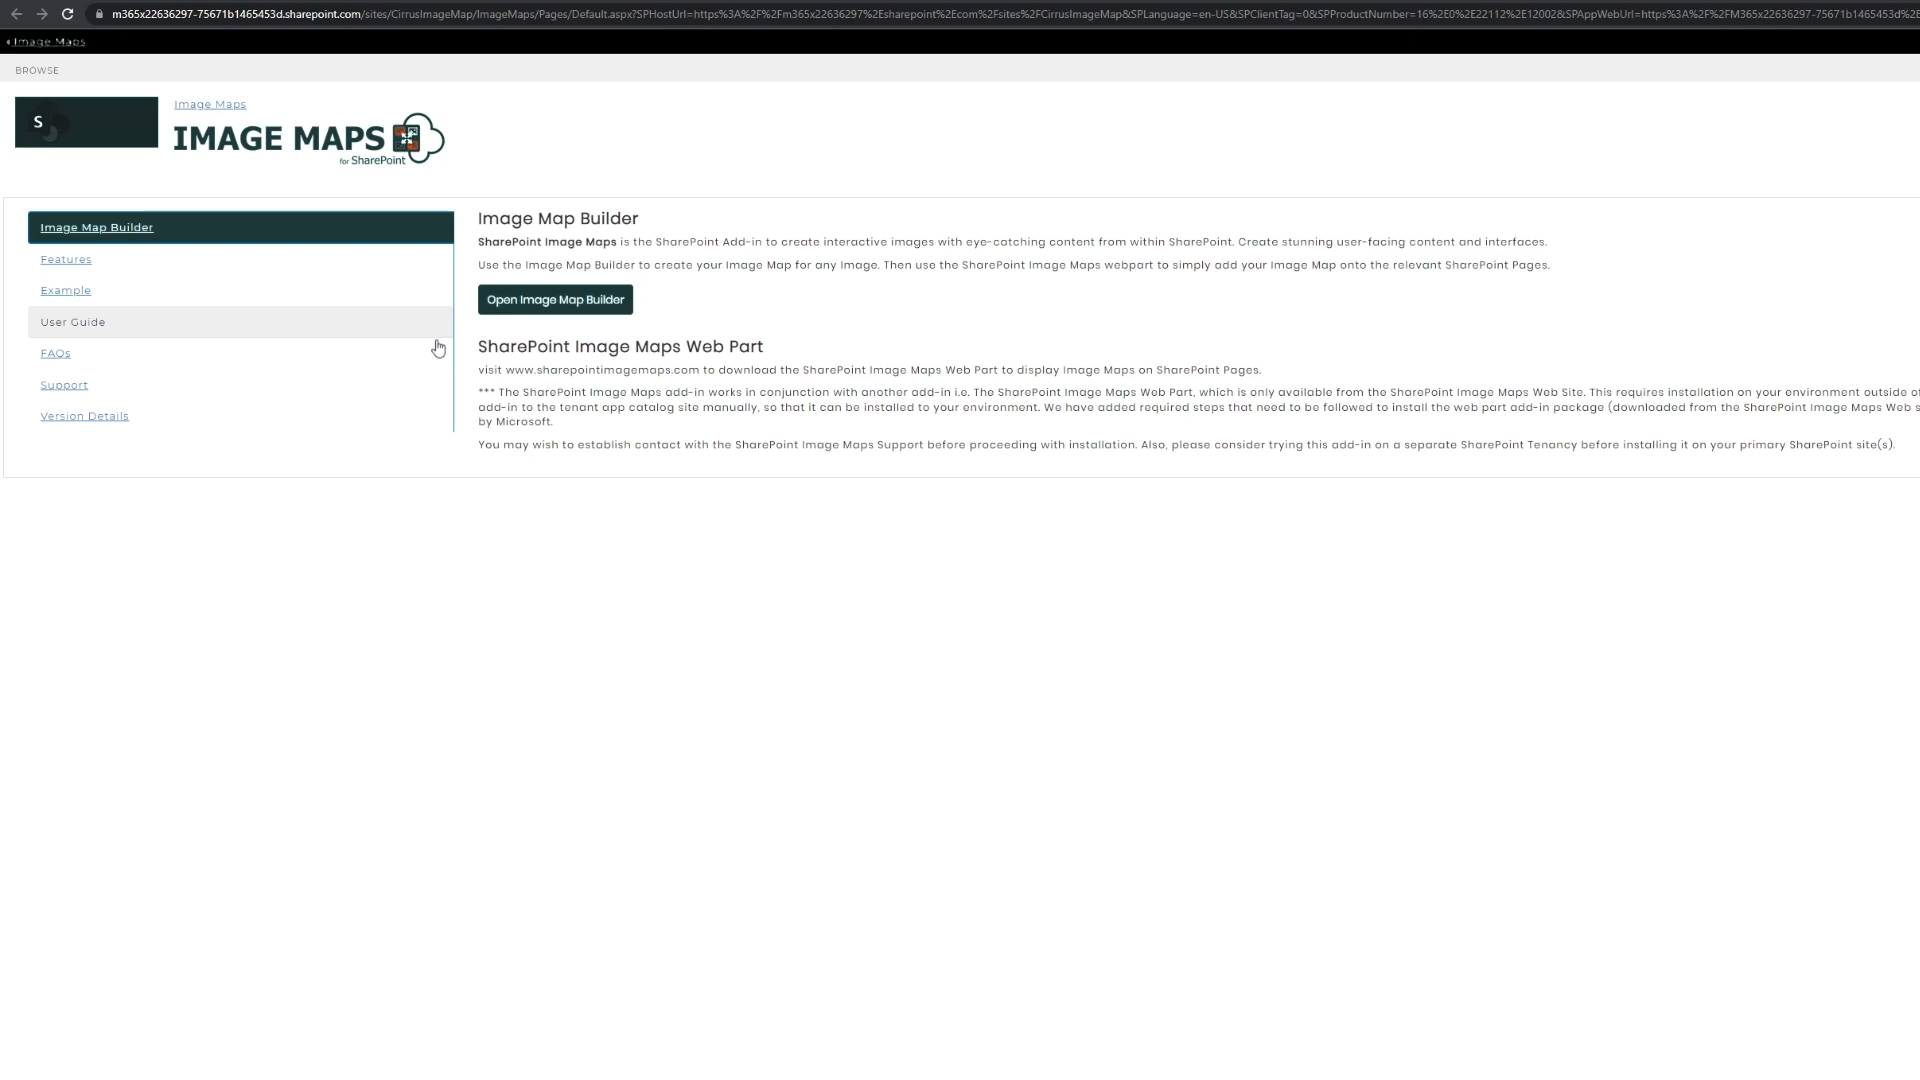 m365x22636297-75671b1465453d.sharepoint.com/sites/CirrusImageMap/ImageMaps/Pages/Default.aspx?SPHostUrl=https%3A%2F%2Fm365x22636297%2Esharepoint%2Ecom%2Fsites%2FCirrusImageMap&SPLanguage=en-US&SPClientTag=0&SPProductNumber=16%2E0%2E22112%2E12002&SPAppWebUrl=https%3A%2F%2FM365x22636297-75671b1465453d%2E
Image Maps
BROWSE
S
Image Maps
IMAGE MAPS
for SharePoint
Image Map Builder
Features
Example
User Guide
FAQs
Support
Version Details
Image Map Builder
SharePoint Image Maps is the SharePoint Add-in to create interactive images with eye-catching content from within SharePoint. Create stunning user-facing content and interfaces.
Use the Image Map Builder to create your Image Map for any Image. Then use the SharePoint Image Maps webpart to simply add your Image Map onto the relevant SharePoint Pages.
Open Image Map Builder
SharePoint Image Maps Web Part
visit www.sharepointimagemaps.com to download the SharePoint Image Maps Web Part to display Image Maps on SharePoint Pages.
*** The SharePoint Image Maps add-in works in conjunction with another add-in i.e. The SharePoint Image Maps Web Part, which is only available from the SharePoint Image Maps Web Site. This requires installation on your environment outside of
add-in to the tenant app catalog site manually, so that it can be installed to your environment. We have added required steps that need to be followed to install the web part add-in package (downloaded from the SharePoint Image Maps Web s
by Microsoft.
You may wish to establish contact with the SharePoint Image Maps Support before proceeding with installation. Also, please consider trying this add-in on a separate SharePoint Tenancy before installing it on your primary SharePoint site(s).